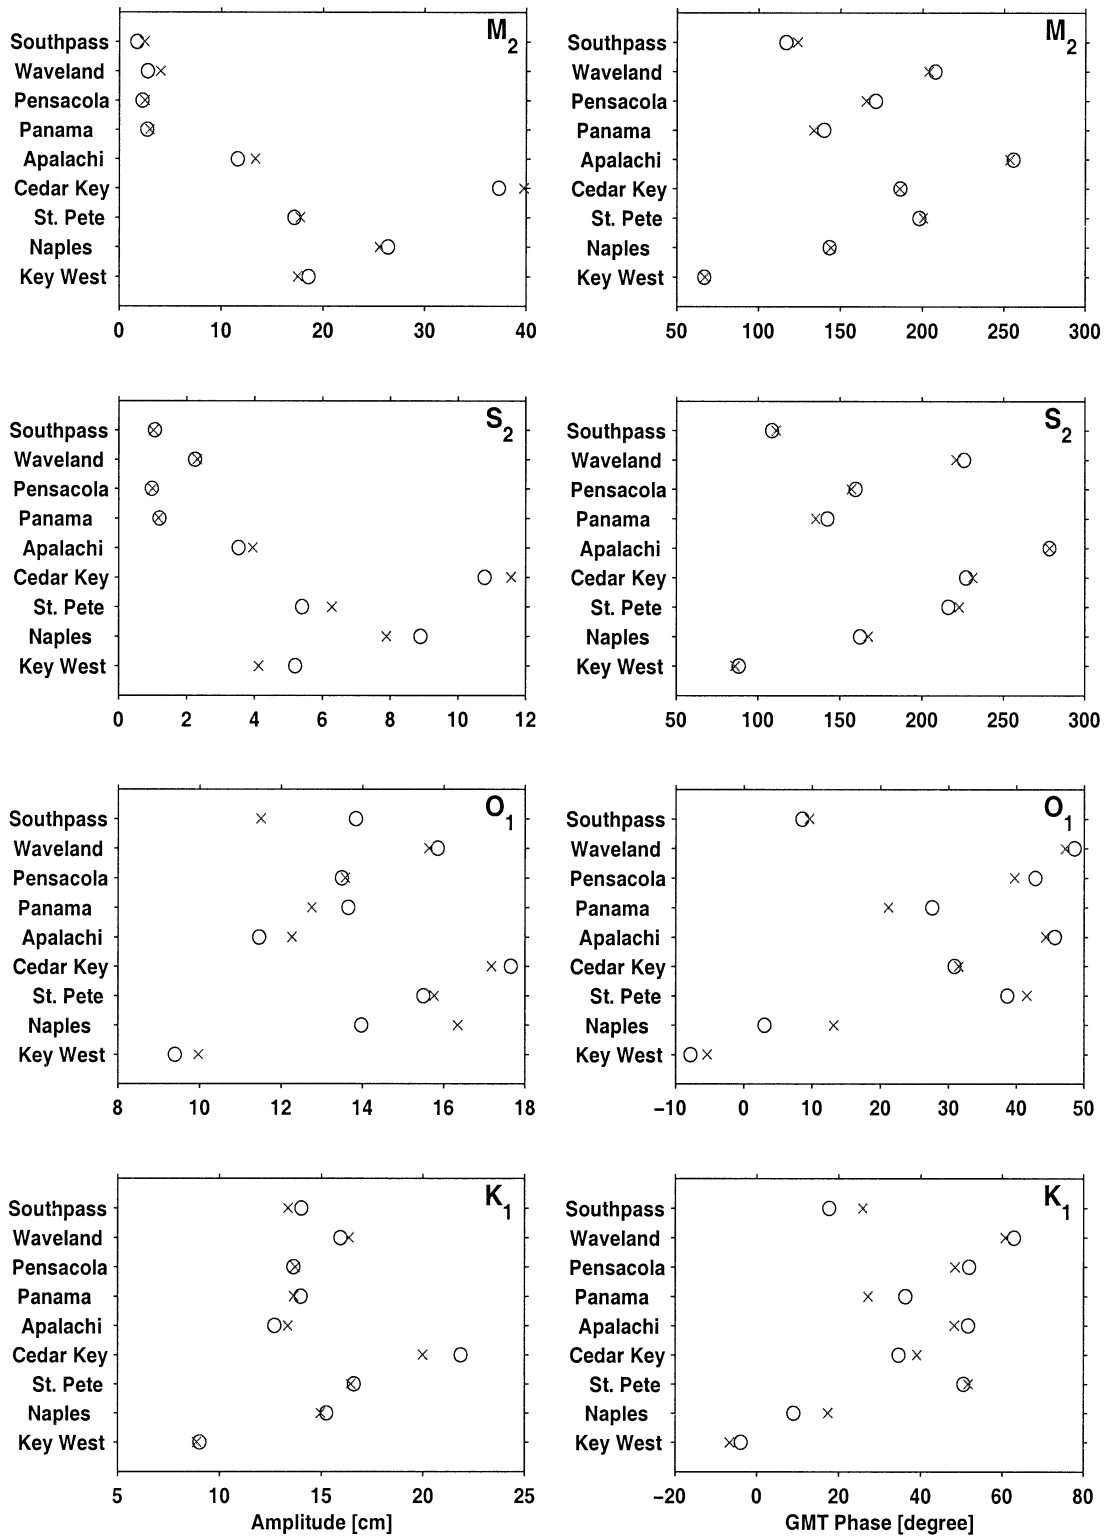 M2
Southpass
Waveland
Pensacola
Panama
Apalachi
Cedar Key
St. Pete
Naples
Key West
0 10 20 30 40
M2
Southpass
Waveland
Pensacola
Panama
Apalachi
Cedar Key
St. Pete
Naples
Key West
50 100 150 200 250 300
S2
Southpass
Waveland
Pensacola
Panama
Apalachi
Cedar Key
St. Pete
Naples
Key West
0 2 4 6 8 10 12
S2
Southpass
Waveland
Pensacola
Panama
Apalachi
Cedar Key
St. Pete
Naples
Key West
50 100 150 200 250 300
O1
Southpass
Waveland
Pensacola
Panama
Apalachi
Cedar Key
St. Pete
Naples
Key West
8 10 12 14 16 18
O1
Southpass
Waveland
Pensacola
Panama
Apalachi
Cedar Key
St. Pete
Naples
Key West
−10 0 10 20 30 40 50
K1
Southpass
Waveland
Pensacola
Panama
Apalachi
Cedar Key
St. Pete
Naples
Key West
5 10 15 20 25
Amplitude [cm]
K1
Southpass
Waveland
Pensacola
Panama
Apalachi
Cedar Key
St. Pete
Naples
Key West
−20 0 20 40 60 80
GMT Phase [degree]